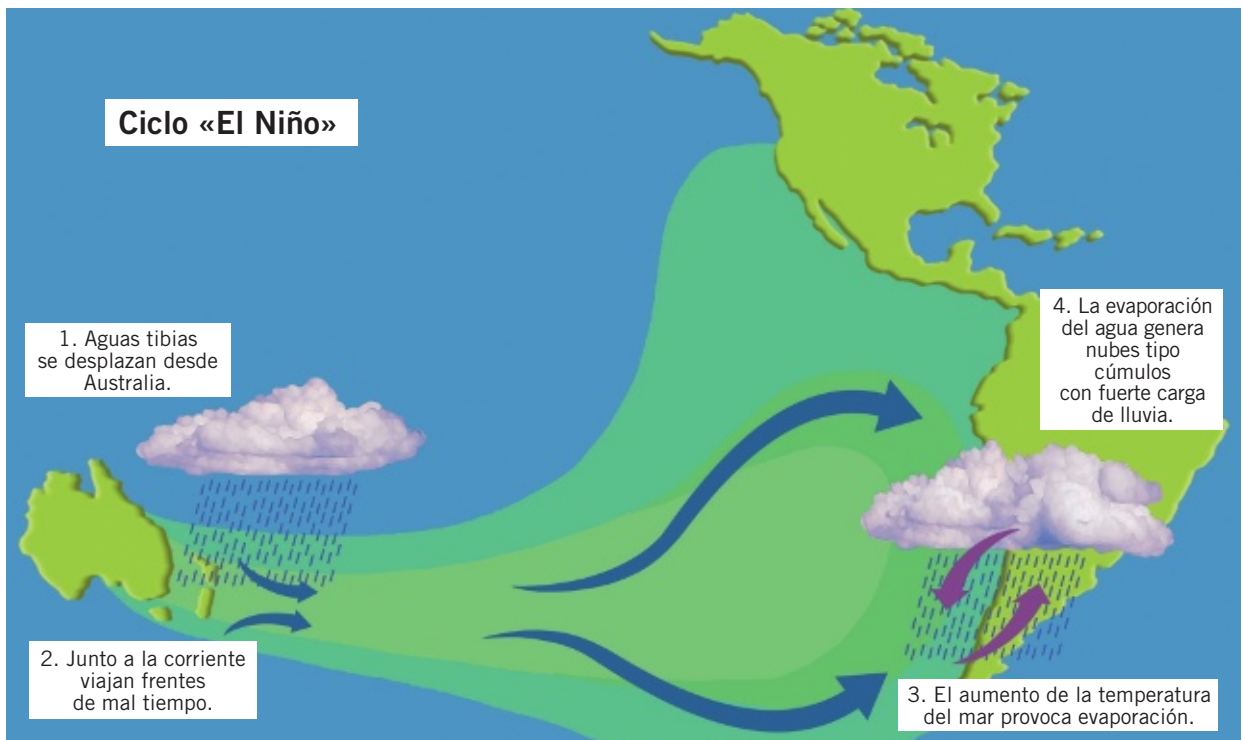 Ciclo «El Niño»
1. Aguas tibias
se desplazan desde
Australia.
2. Junto a la corriente
viajan frentes
de mal tiempo.
3. El aumento de la temperatura
del mar provoca evaporación.
4. La evaporación
del agua genera
nubes tipo
cúmulos
con fuerte carga
de lluvia.